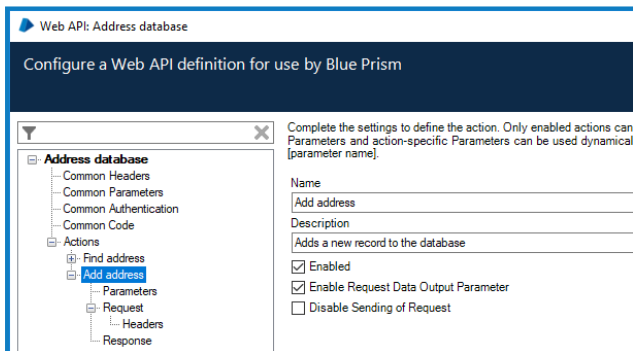 Web API: Address database
Configure a Web API definition for use by Blue Prism
Address database
Common Headers
Common Parameters
Common Authentication
Common Code
Actions
Find address
Add address
Parameters
Request
Headers
Response
Complete the settings to define the action. Only enabled actions can
Parameters and action-specific Parameters can be used dynamical
[parameter name].
Name
Add address
Description
Adds a new record to the database
Enabled
Enable Request Data Output Parameter
Disable Sending of Request